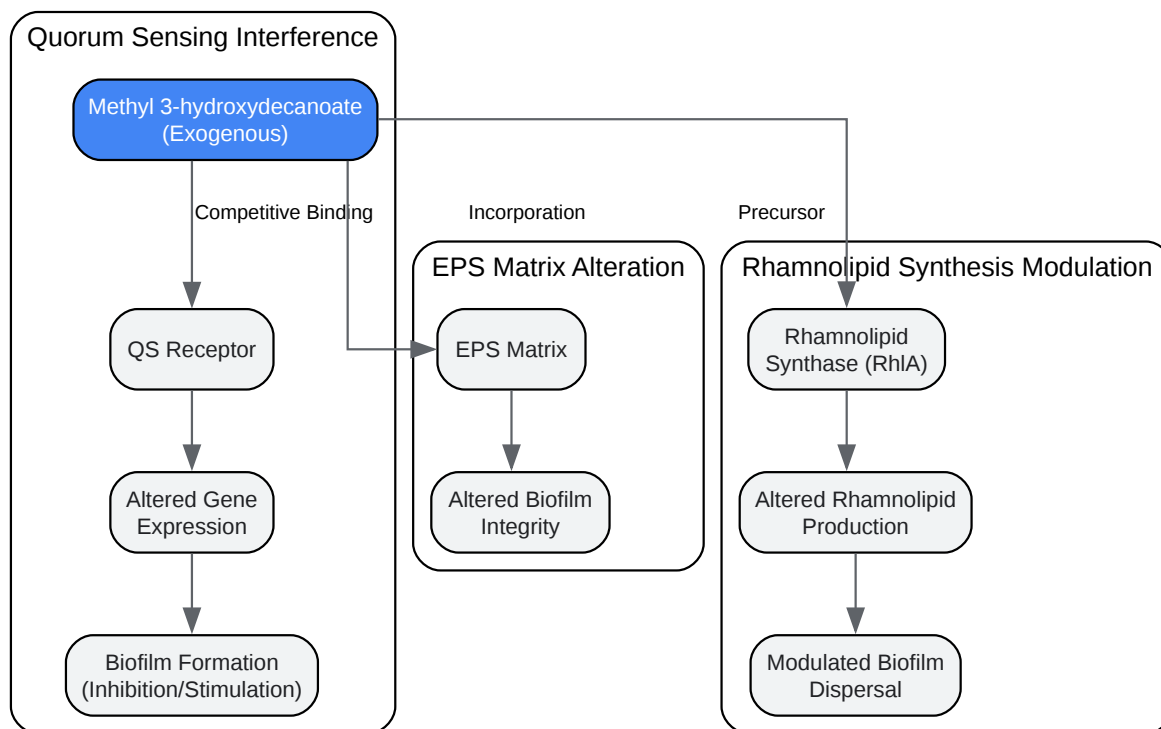 Quorum Sensing Interference
Methyl 3-hydroxydecanoate
(Exogenous)
Competitive Binding
Incorporation
Precursor
EPS Matrix Alteration
Rhamnolipid Synthesis Modulation
QS Receptor
EPS Matrix
Rhamnolipid
Synthase (RhlA)
Altered Gene
Expression
Altered Biofilm
Integrity
Altered Rhamnolipid
Production
Biofilm Formation
(Inhibition/Stimulation)
Modulated Biofilm
Dispersal